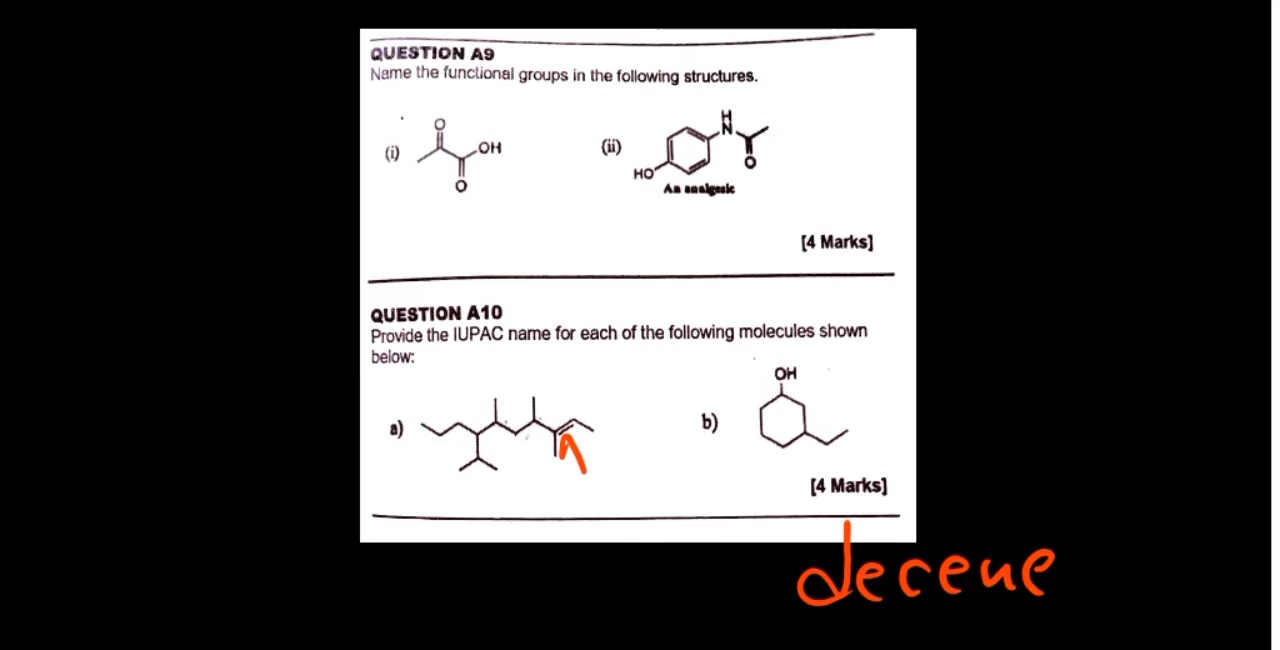 QUESTION A9
Name the functional groups in the following structures.
(i)
O
OH
O
(ii)
H
N
O
HO
An analgesic
[4 Marks]
QUESTION A10
Provide the IUPAC name for each of the following molecules shown
below:
OH
a)
b)
[4 Marks]
decene